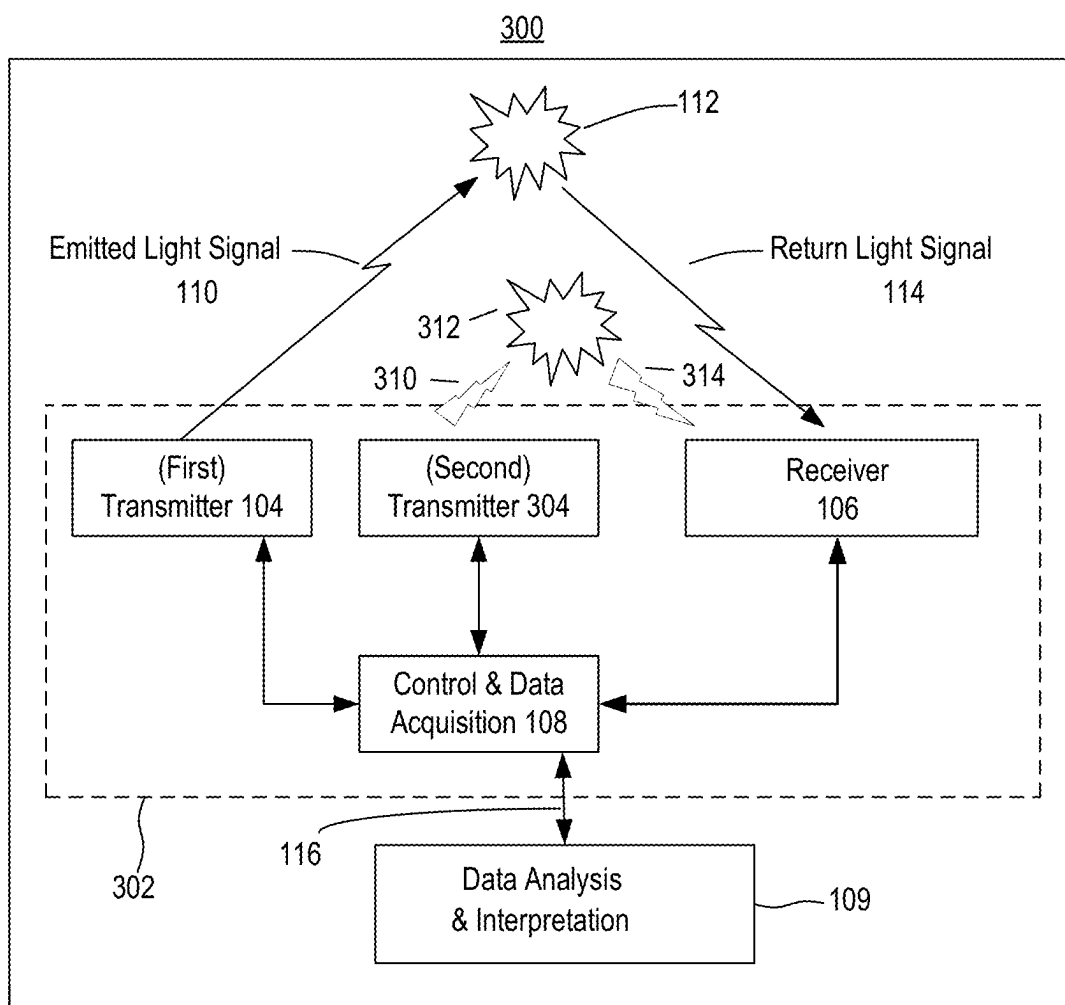 300
112
Emitted Light Signal
110
Return Light Signal
114
312
310
314
(First)
Transmitter 104
(Second)
Transmitter 304
Receiver
106
Control & Data
Acquisition 108
116
302
Data Analysis
& Interpretation
109